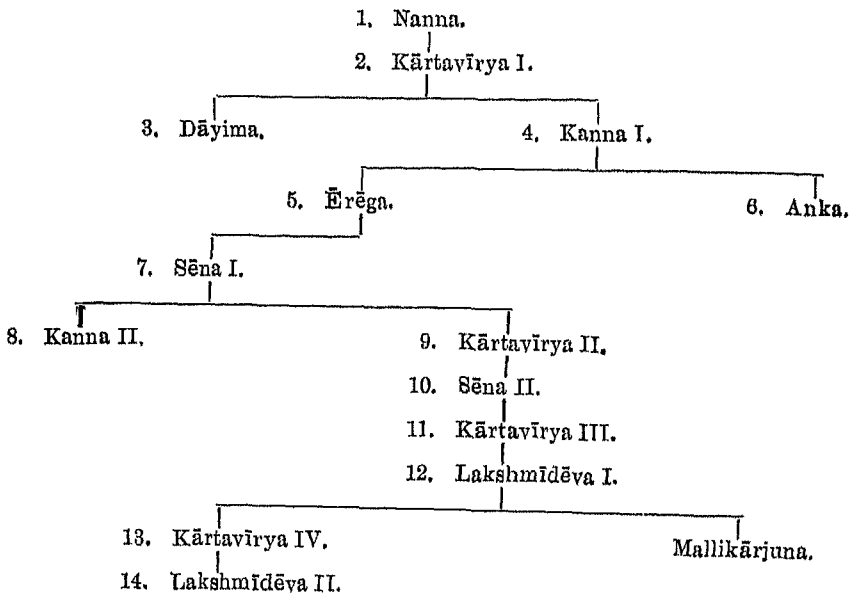 1. Nanna.
2. Kārtavīrya I.
3. Dāyima. 4. Kanna I.
5. Ērēga. 6. Anka.
7. Sēna I.
8. Kanna II. 9. Kārtavīrya II.
10. Sēna II.
11. Kārtavīrya III.
12. Lakshmīdēva I.
13. Kārtavīrya IV. Mallikārjuna.
14. Lakshmīdēva II.